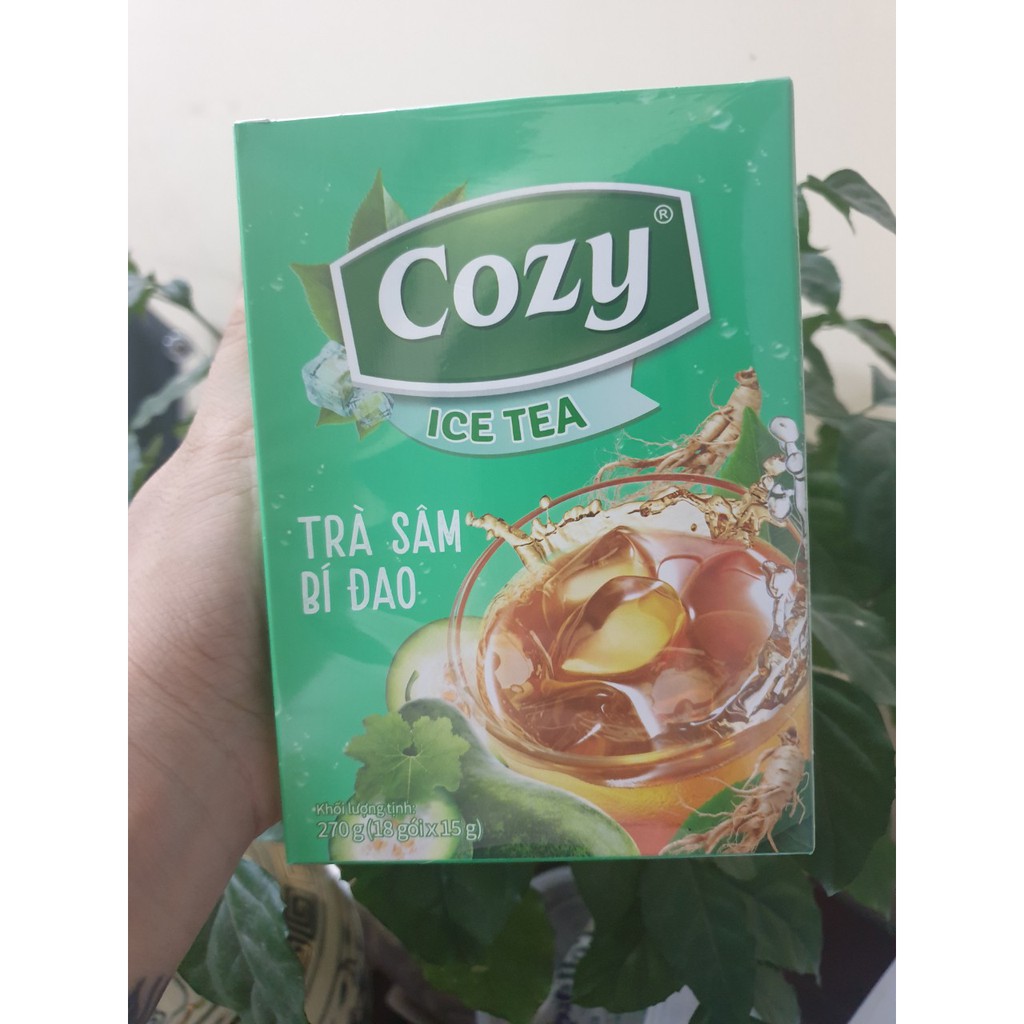 Cozy®
ICE TEA
TRÀ SÂM
BÍ ĐAO
Khối lượng tịnh:
270 g (18 gói x 15 g)